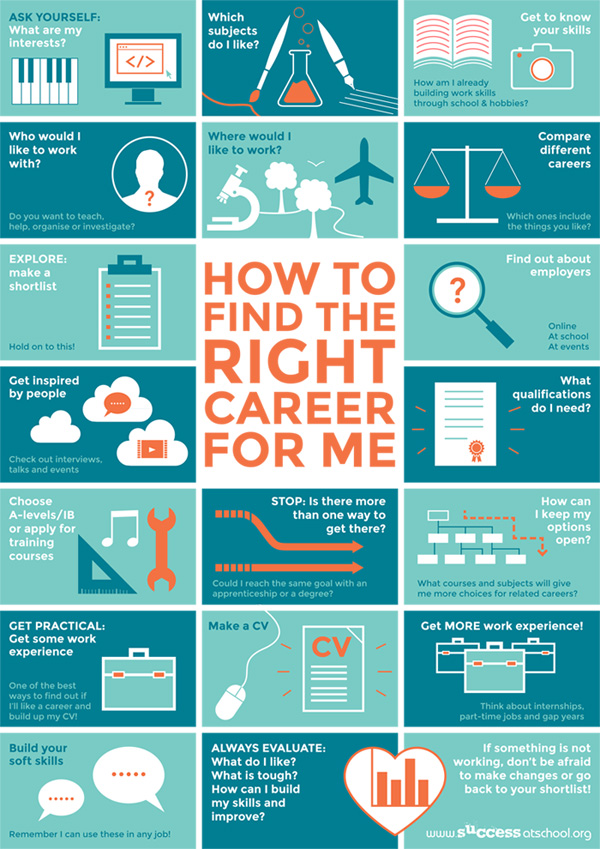 ASK YOURSELF:
What are my
interests?
</>
Which
subjects
do I like?
Get to know
your skills
How am I already
building work skills
through school & hobbies?
Who would I
like to work
with?
?
Do you want to teach,
help, organise or investigate?
Where would I
like to work?
Compare
different
careers
Which ones include
the things you like?
EXPLORE:
make a
shortlist
Hold on to this!
HOW TO
FIND THE
RIGHT
CAREER
FOR ME
Find out about
employers
?
Online
At school
At events
Get inspired
by people
Check out interviews,
talks and events
What
qualifications
do I need?
Choose
A-levels/IB
or apply for
training
courses
STOP: Is there more
than one way to
get there?
Could I reach the same goal with an
apprenticeship or a degree?
How can
I keep my
options
open?
What courses and subjects will give
me more choices for related careers?
GET PRACTICAL:
Get some work
experience
One of the best
ways to find out if
I'll like a career and
build up my CV!
Make a CV
CV
Get MORE work experience!
Think about internships,
part-time jobs and gap years
Build your
soft skills
Remember I can use these in any job!
ALWAYS EVALUATE:
What do I like?
What is tough?
How can I build
my skills and
improve?
If something is not
working, don't be afraid
to make changes or go
back to your shortlist!
www.successatschool.org